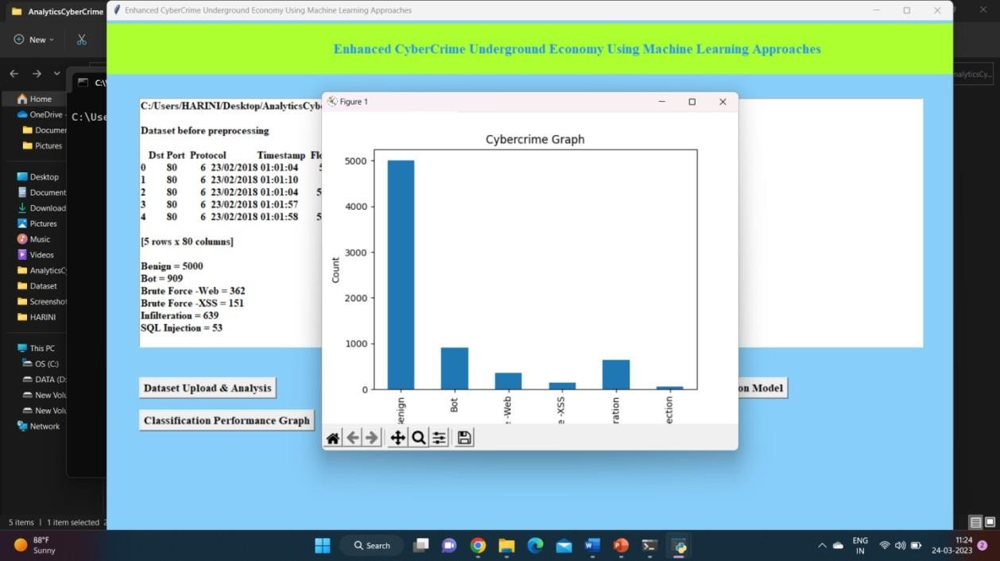 AnalyticsCyberCrime
Enhanced CyberCrime Underground Economy Using Machine Learning Approaches
New
Enhanced CyberCrime Underground Economy Using Machine Learning Approaches
nalyticsCy...
C:\
C:\Use
Home
OneDrive
Documen
Pictures
Desktop
Document
Download
Pictures
Music
Videos
AnalyticsC
Dataset
Screenshot
HARINI
This PC
OS (C:)
DATA (D:
New Volu
New Volu
Network
C:/Users/HARINI/Desktop/AnalyticsCyb
Dataset before preprocessing
Dst Port Protocol Timestamp Flo
0 80 6 23/02/2018 01:01:04 5
1 80 6 23/02/2018 01:01:10
2 80 6 23/02/2018 01:01:04 5
3 80 6 23/02/2018 01:01:57
4 80 6 23/02/2018 01:01:58 5
[5 rows x 80 columns]
Benign = 5000
Bot = 909
Brute Force -Web = 362
Brute Force -XSS = 151
Infilteration = 639
SQL Injection = 53
Dataset Upload & Analysis
on Model
Classification Performance Graph
Figure 1
Cybercrime Graph
5000
4000
3000
2000
1000
0
Count
enign
Bot
e -Web
e -XSS
ration
ection
5 items
1 item selected 2
88°F
Sunny
Search
ENG
IN
11:24
24-03-2023
2